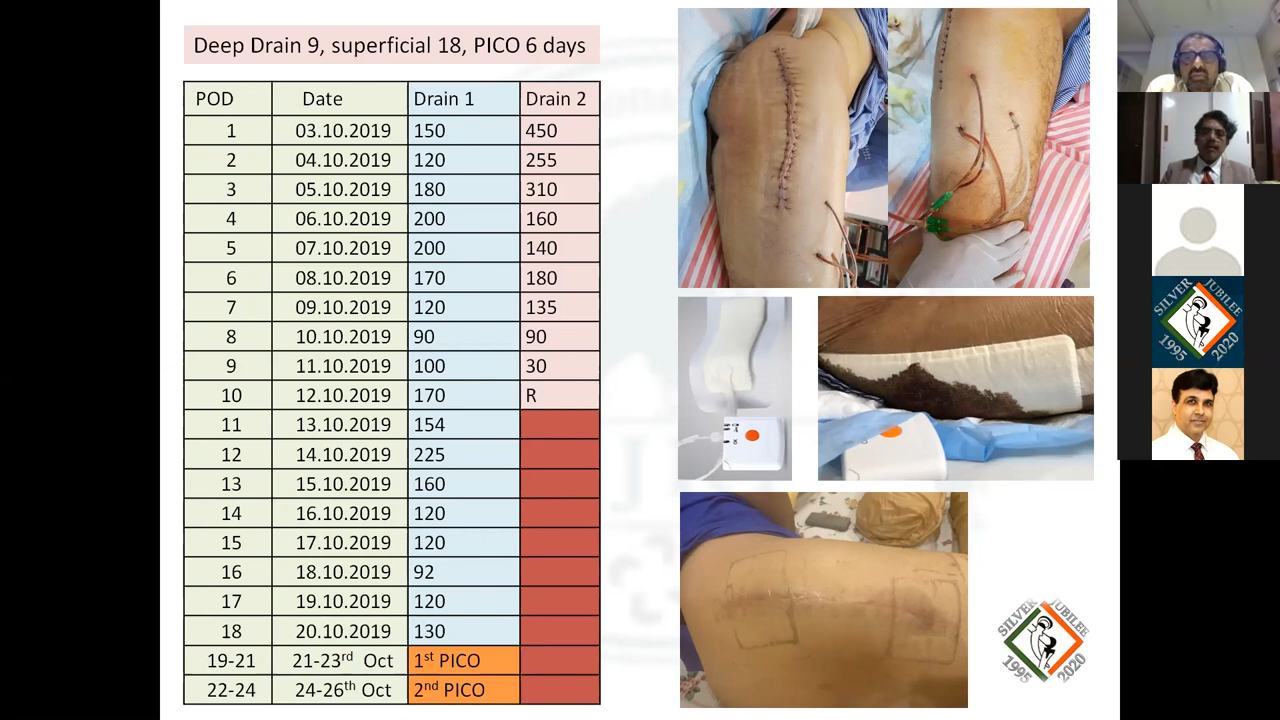 Deep Drain 9, superficial 18, PICO 6 days
POD Date Drain 1 Drain 2
1 03.10.2019 150 450
2 04.10.2019 120 255
3 05.10.2019 180 310
4 06.10.2019 200 160
5 07.10.2019 200 140
6 08.10.2019 170 180
7 09.10.2019 120 135
8 10.10.2019 90 90
9 11.10.2019 100 30
10 12.10.2019 170 R
11 13.10.2019 154
12 14.10.2019 225
13 15.10.2019 160
14 16.10.2019 120
15 17.10.2019 120
16 18.10.2019 92
17 19.10.2019 120
18 20.10.2019 130
19-21 21-23rd Oct 1st PICO
22-24 24-26th Oct 2nd PICO
SILVER JUBILEE
1995 2020
SILVER JUBILEE
1995 2020